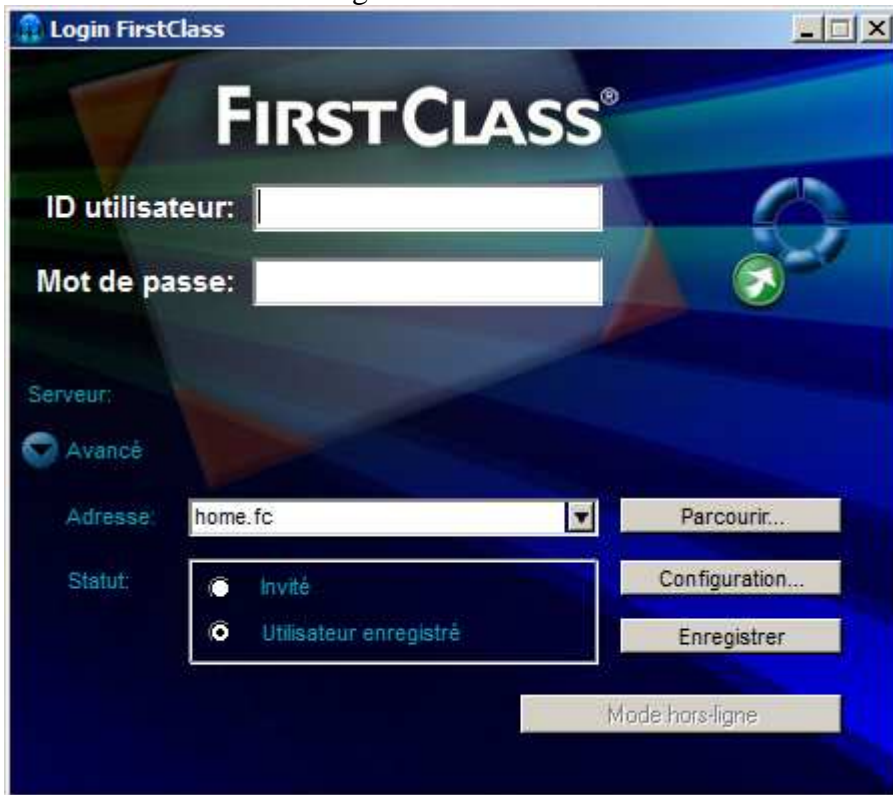 Login FirstClass
FIRSTCLASS®
ID utilisateur:
Mot de passe:
Serveur:
Avancé
Adresse: home.fc Parcourir...
Statut: Invité Configuration...
Utilisateur enregistré Enregistrer
Mode hors-ligne